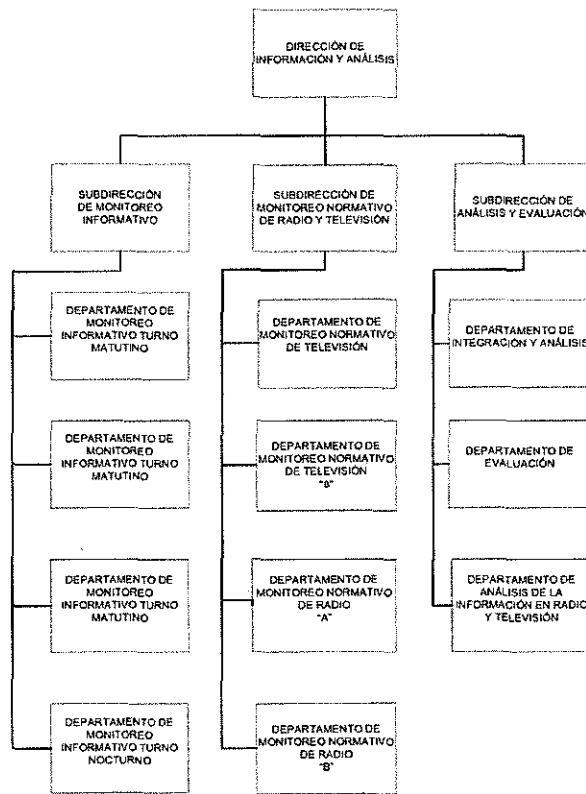 DIRECCIÓN DE
INFORMACIÓN Y ANÁLISIS
SUBDIRECCIÓN
DE MONITOREO
INFORMATIVO
SUBDIRECCIÓN DE
MONITOREO NORMATIVO
DE RADIO Y TELEVISIÓN
SUBDIRECCIÓN DE
ANÁLISIS Y EVALUACIÓN
DEPARTAMENTO DE
MONITOREO
INFORMATIVO TURNO
MATUTINO
DEPARTAMENTO DE
MONITOREO NORMATIVO
DE TELEVISIÓN
DEPARTAMENTO DE
INTEGRACIÓN Y ANÁLISIS
DEPARTAMENTO DE
MONITOREO
INFORMATIVO TURNO
MATUTINO
DEPARTAMENTO DE
MONITOREO NORMATIVO
DE TELEVISIÓN
"B"
DEPARTAMENTO DE
EVALUACIÓN
DEPARTAMENTO DE
MONITOREO
INFORMATIVO TURNO
MATUTINO
DEPARTAMENTO DE
MONITOREO NORMATIVO
DE RADIO
"A"
DEPARTAMENTO DE
ANÁLISIS DE LA
INFORMACIÓN EN RADIO
Y TELEVISIÓN
DEPARTAMENTO DE
MONITOREO
INFORMATIVO TURNO
NOCTURNO
DEPARTAMENTO DE
MONITOREO NORMATIVO
DE RADIO
"B"